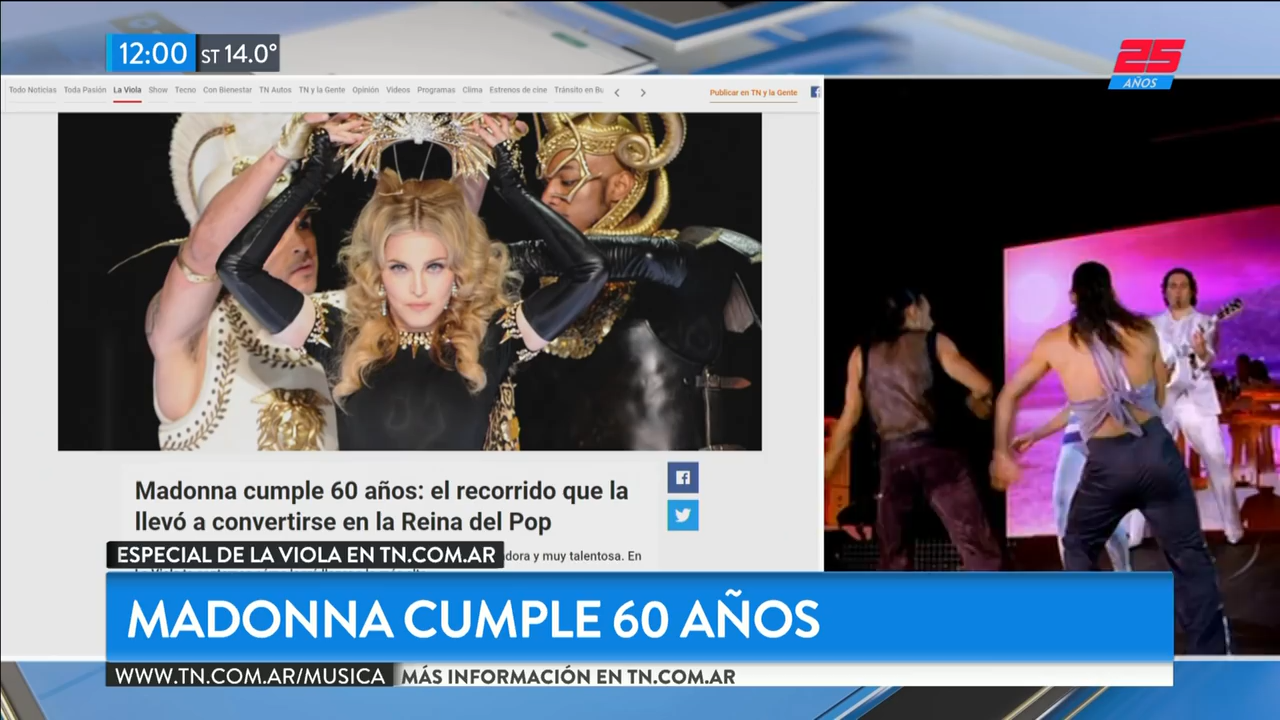 12:00 ST 14.0°
25
AÑOS
Todo Noticias Toda Pasión La Viola Show Tecno Con Bienestar TN Autos TN y la Gente Opinión Videos Programas Clima Estrenos de cine Tránsito en Bu
Publicar en TN y la Gente
Madonna cumple 60 años: el recorrido que la
llevó a convertirse en la Reina del Pop
ESPECIAL DE LA VIOLA EN TN.COM.AR
dora y muy talentosa. En
MADONNA CUMPLE 60 AÑOS
WWW.TN.COM.AR/MUSICA MÁS INFORMACIÓN EN TN.COM.AR